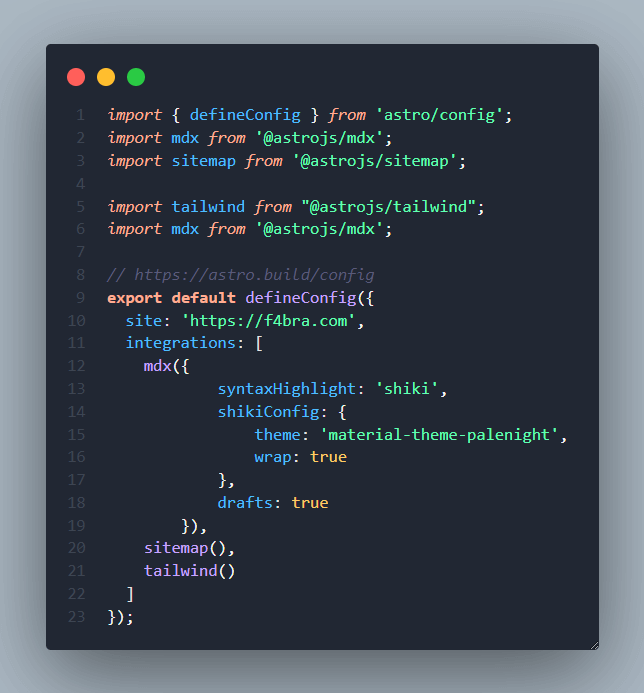 1 import { defineConfig } from 'astro/config';
2 import mdx from '@astrojs/mdx';
3 import sitemap from '@astrojs/sitemap';
4
5 import tailwind from "@astrojs/tailwind";
6 import mdx from '@astrojs/mdx';
7
8 // https://astro.build/config
9 export default defineConfig({
10   site: 'https://f4bra.com',
11   integrations: [
12     mdx({
13             syntaxHighlight: 'shiki',
14             shikiConfig: {
15                 theme: 'material-theme-palenight',
16                 wrap: true
17             },
18             drafts: true
19         }),
20     sitemap(),
21     tailwind()
22   ]
23 });